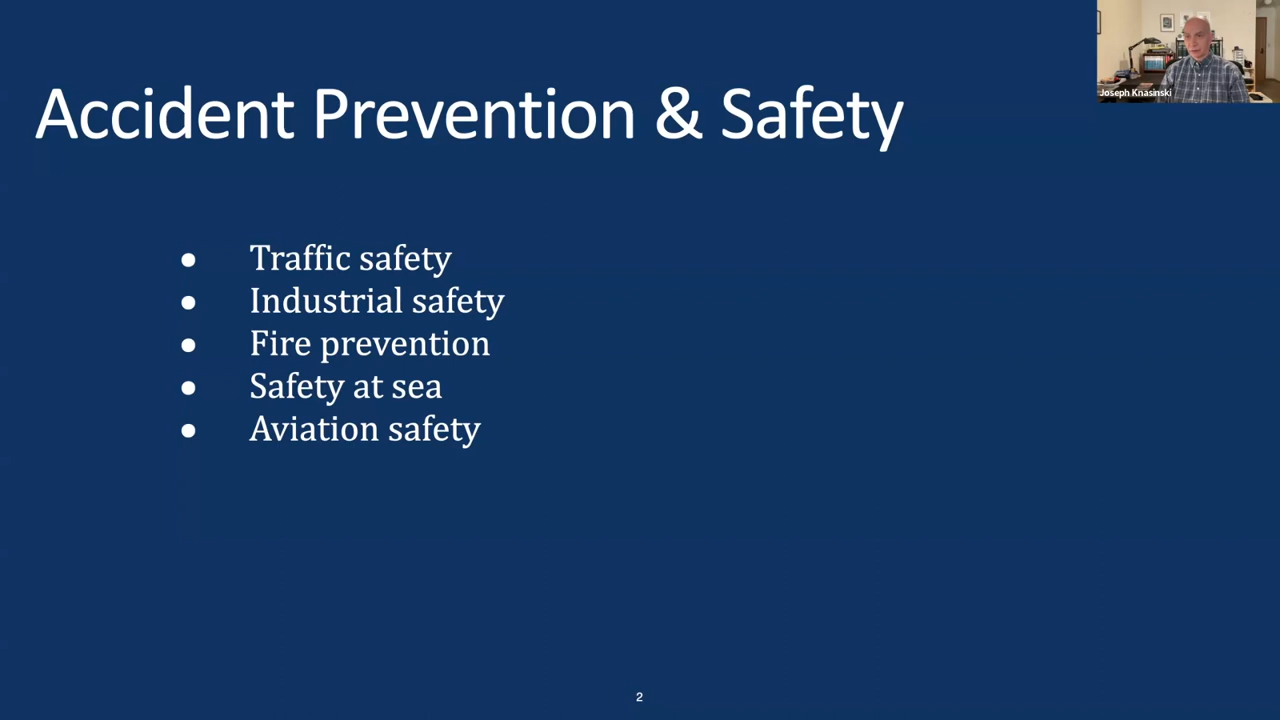 Joseph Knasinski
Accident Prevention & Safety
● Traffic safety
● Industrial safety
● Fire prevention
● Safety at sea
● Aviation safety
2